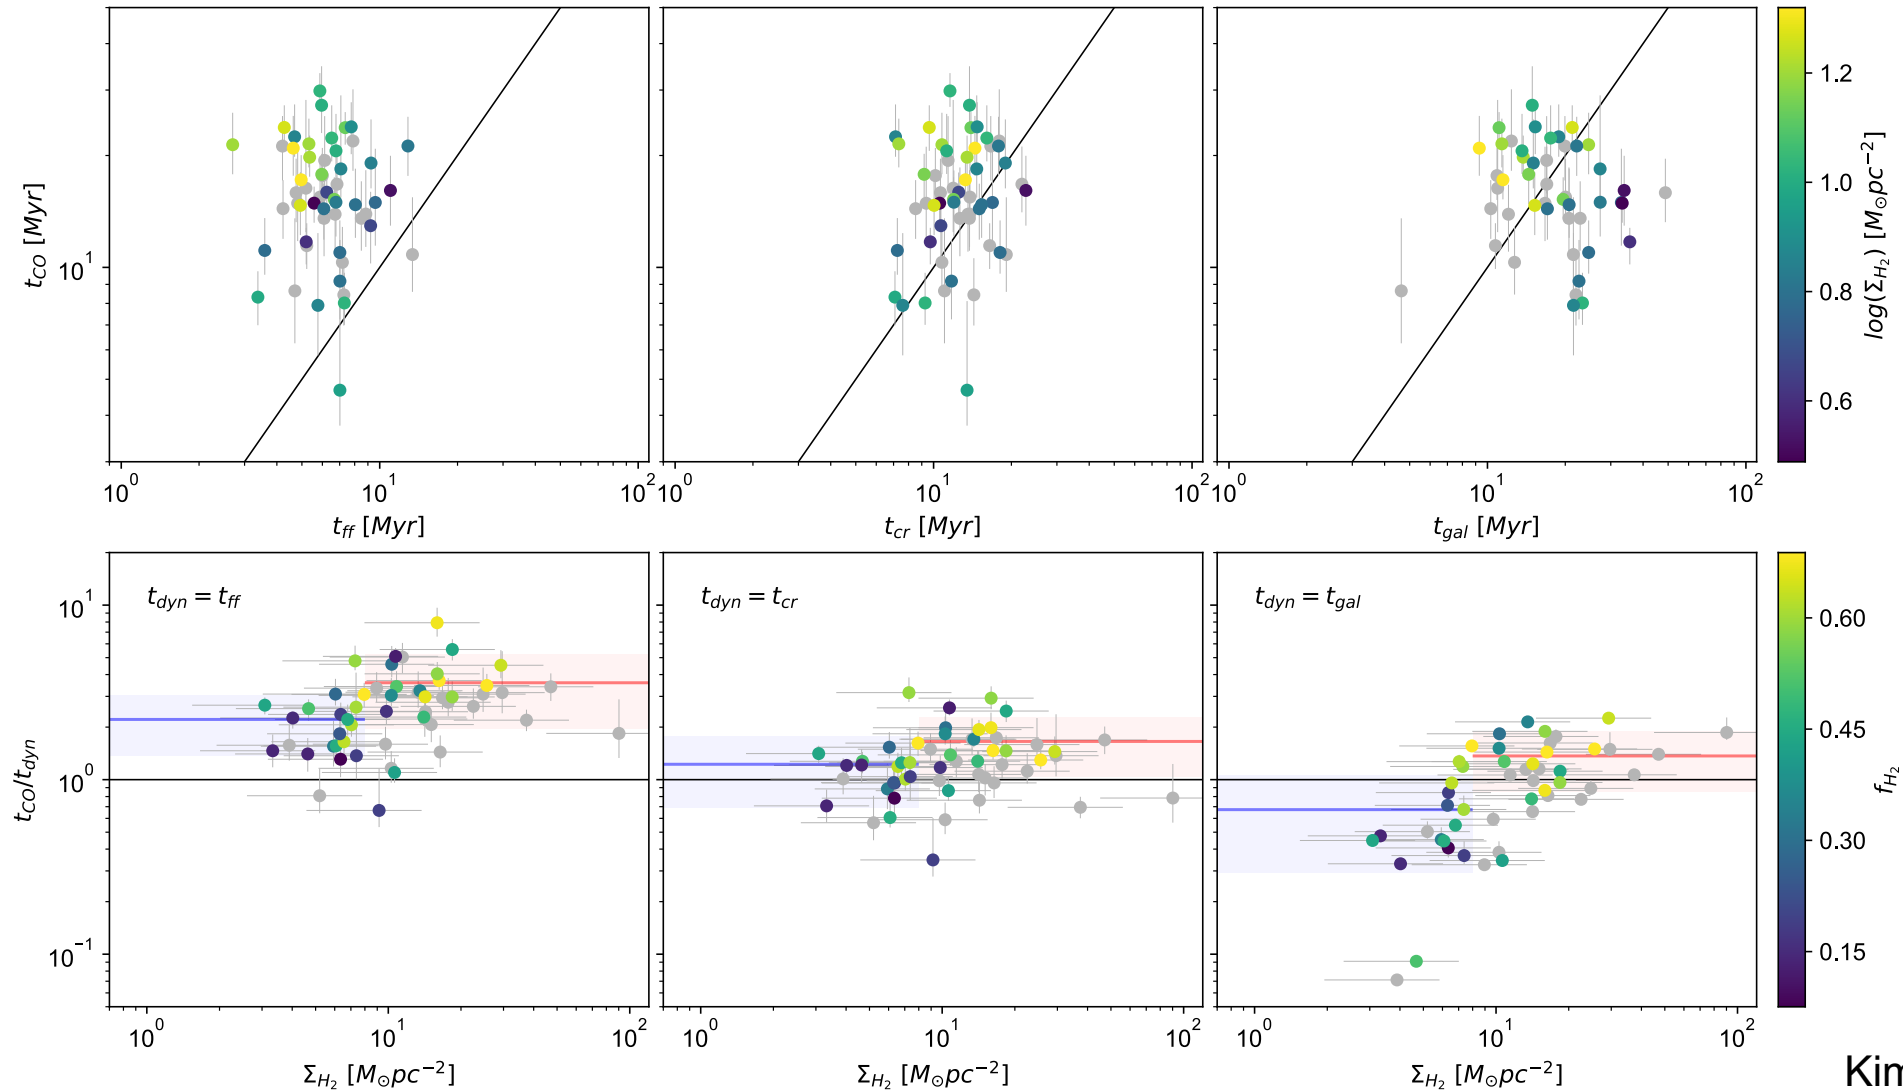 t_CO [Myr]
10^1
10^0 10^1 10^2 10^0 10^1 10^2 10^0 10^1 10^2
t_ff [Myr] t_cr [Myr] t_gal [Myr]
1.2
1.0
0.8
0.6
log(Σ_H₂) [M_⊙pc^−2]
t_dyn = t_ff t_dyn = t_cr t_dyn = t_gal
t_CO/t_dyn
10^1
10^0
10^−1
10^0 10^1 10^2 10^0 10^1 10^2 10^0 10^1 10^2
Σ_H₂ [M_⊙pc^−2] Σ_H₂ [M_⊙pc^−2] Σ_H₂ [M_⊙pc^−2]
0.60
0.45
0.30
0.15
f_H₂